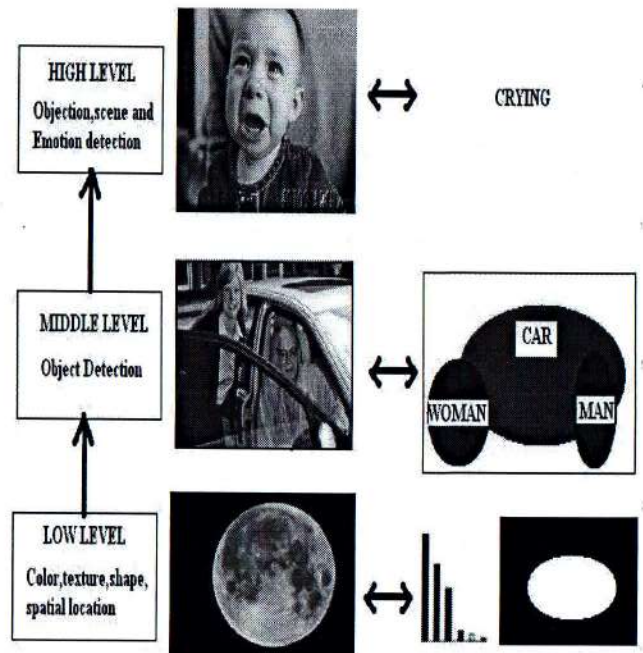 HIGH LEVEL
Objection,scene and
Emotion detection
CRYING
MIDDLE LEVEL
Object Detection
CAR
WOMAN
MAN
LOW LEVEL
Color,texture,shape,
spatial location